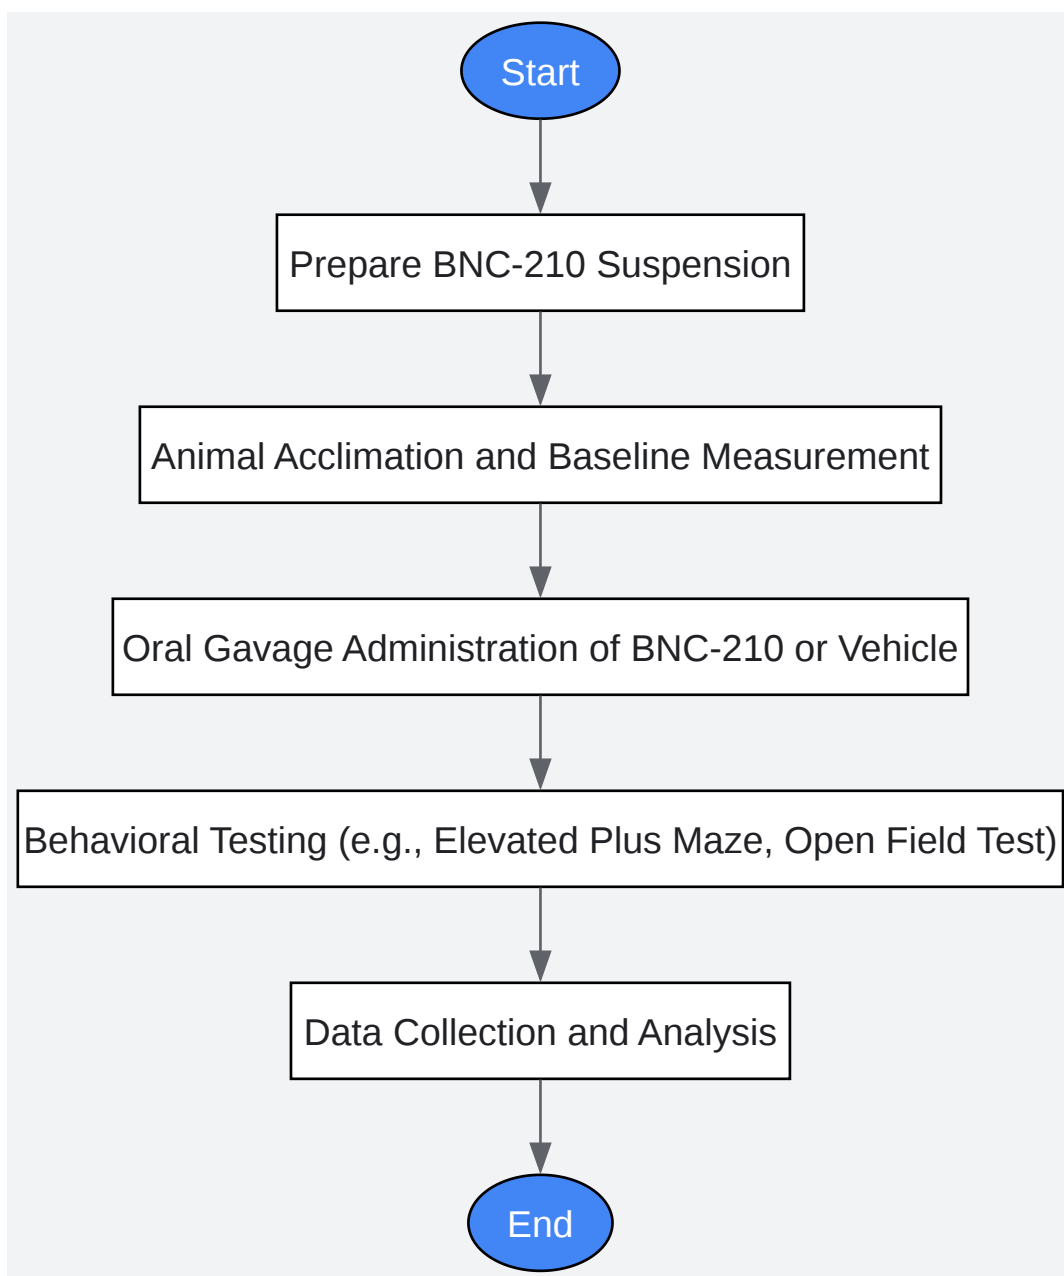 Start
Prepare BNC-210 Suspension
Animal Acclimation and Baseline Measurement
Oral Gavage Administration of BNC-210 or Vehicle
Behavioral Testing (e.g., Elevated Plus Maze, Open Field Test)
Data Collection and Analysis
End